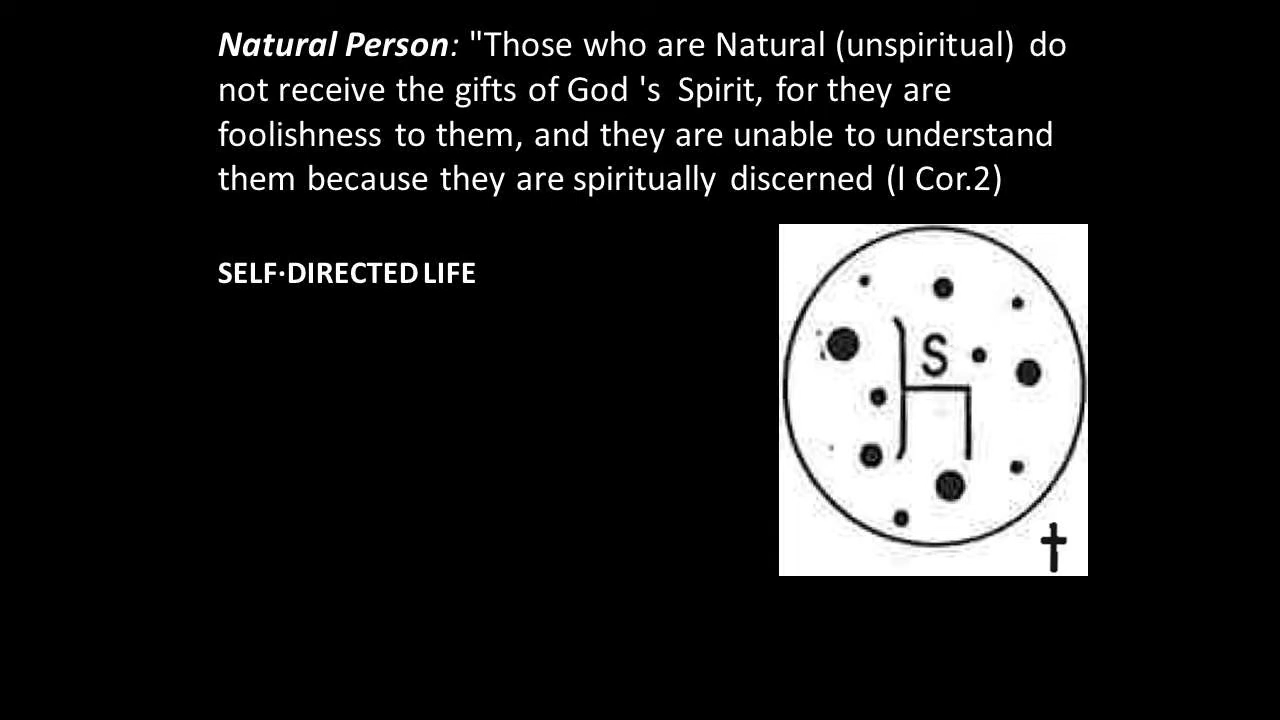 Natural Person: "Those who are Natural (unspiritual) do
not receive the gifts of God 's Spirit, for they are
foolishness to them, and they are unable to understand
them because they are spiritually discerned (I Cor.2)
SELF·DIRECTED LIFE
S